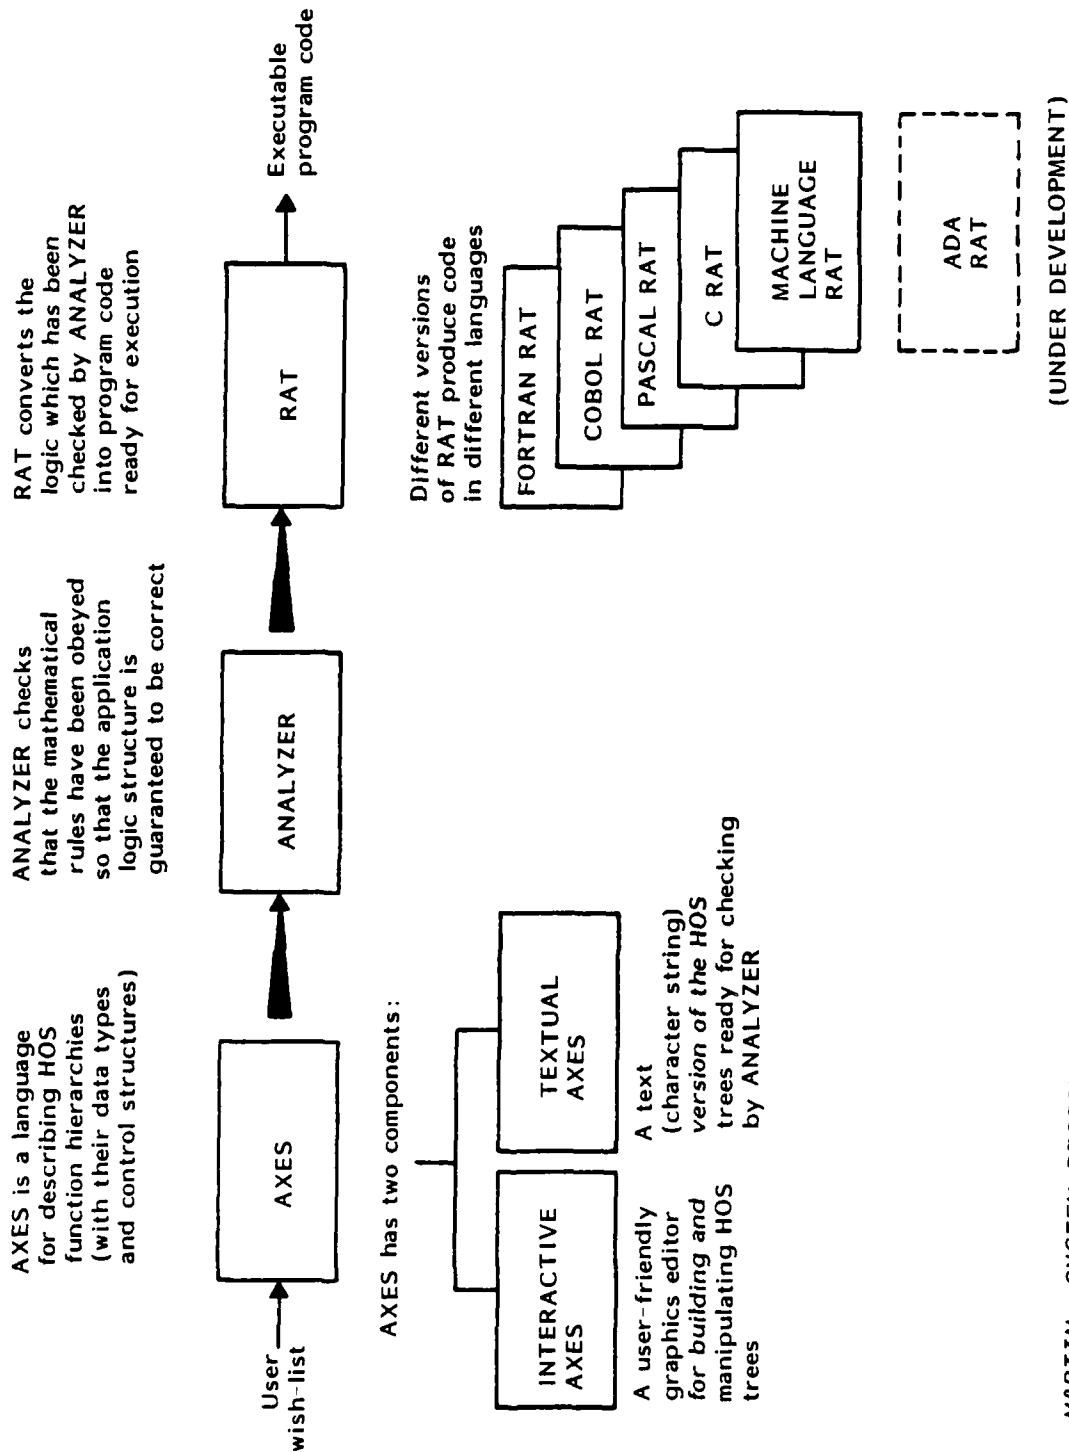 AXES is a language
for describing HOS
function hierarchies
(with their data types
and control structures)
ANALYZER checks
that the mathematical
rules have been obeyed
so that the application
logic structure is
guaranteed to be correct
RAT converts the
logic which has been
checked by ANALYZER
into program code
ready for execution
User
wish-list
AXES
ANALYZER
RAT
Executable
program code
AXES has two components:
INTERACTIVE
AXES
TEXTUAL
AXES
A user-friendly
graphics editor
for building and
manipulating HOS
trees
A text
(character string)
version of the HOS
trees ready for checking
by ANALYZER
Different versions
of RAT produce code
in different languages
FORTRAN RAT
COBOL RAT
PASCAL RAT
C RAT
MACHINE
LANGUAGE
RAT
ADA
RAT
(UNDER DEVELOPMENT)